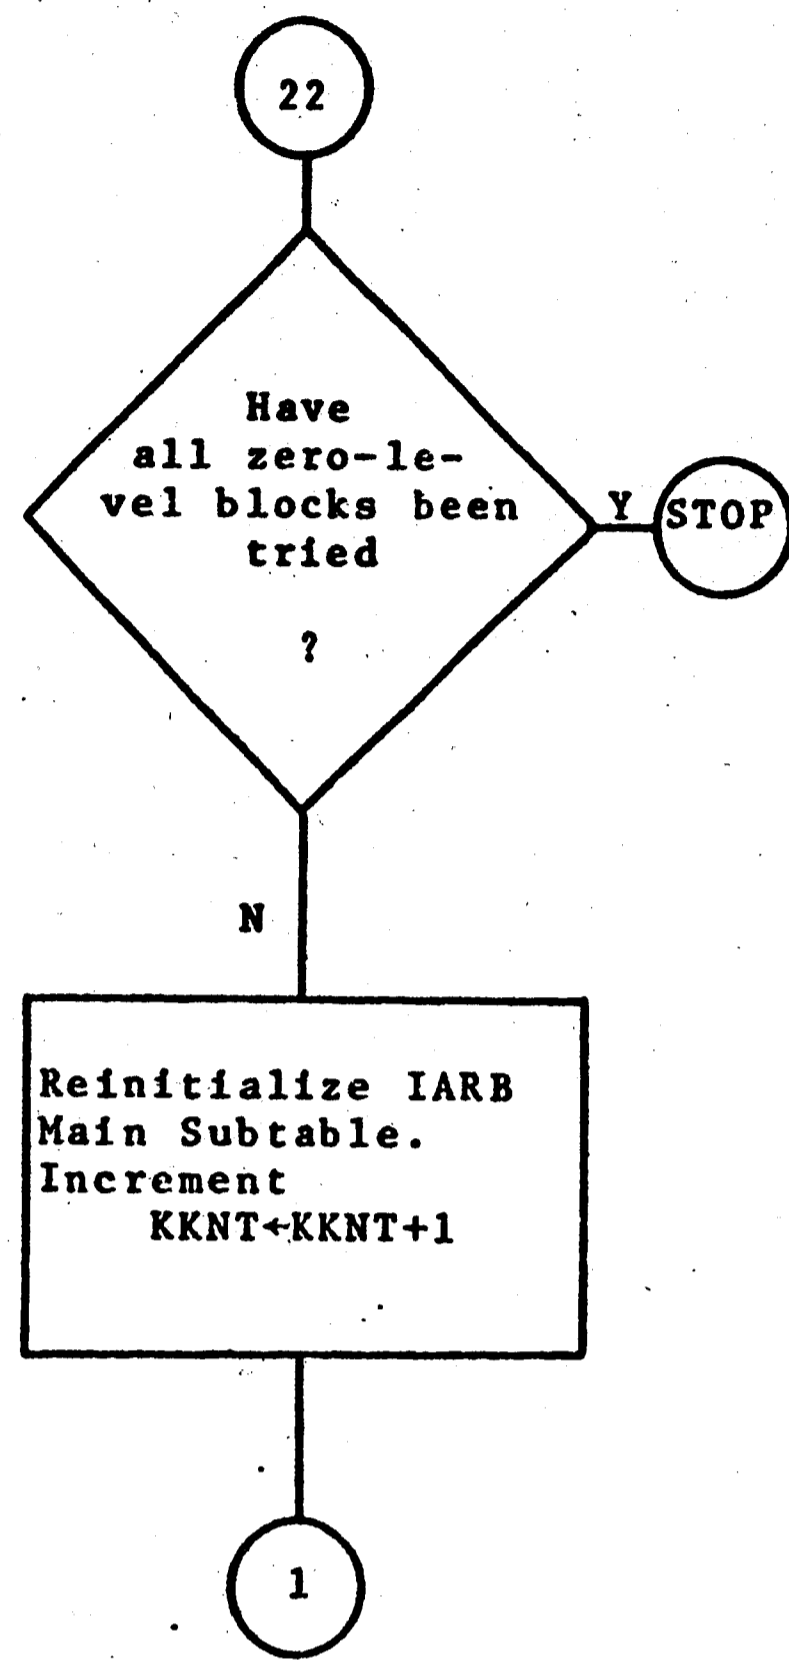 22
Have
all zero-le-
vel blocks been
tried
?
Y
STOP
N
Reinitialize IARB
Main Subtable.
Increment
KKNT←KKNT+1
1